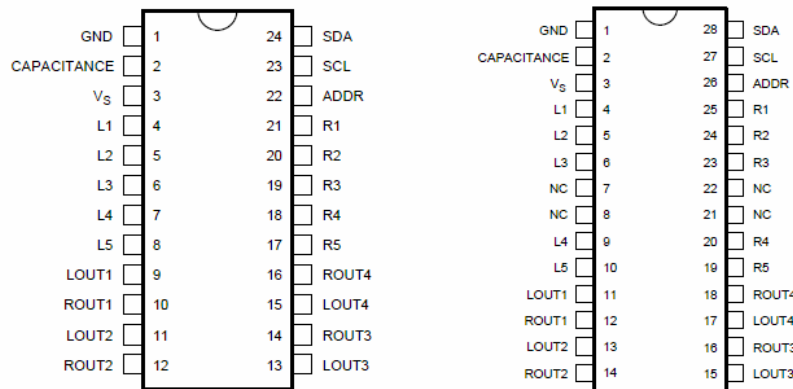 GND 1 24 SDA
CAPACITANCE 2 23 SCL
VS 3 22 ADDR
L1 4 21 R1
L2 5 20 R2
L3 6 19 R3
L4 7 18 R4
L5 8 17 R5
LOUT1 9 16 ROUT4
ROUT1 10 15 LOUT4
LOUT2 11 14 ROUT3
ROUT2 12 13 LOUT3
GND 1 28 SDA
CAPACITANCE 2 27 SCL
VS 3 26 ADDR
L1 4 25 R1
L2 5 24 R2
L3 6 23 R3
NC 7 22 NC
NC 8 21 NC
L4 9 20 R4
L5 10 19 R5
LOUT1 11 18 ROUT4
ROUT1 12 17 LOUT4
LOUT2 13 16 ROUT3
ROUT2 14 15 LOUT3